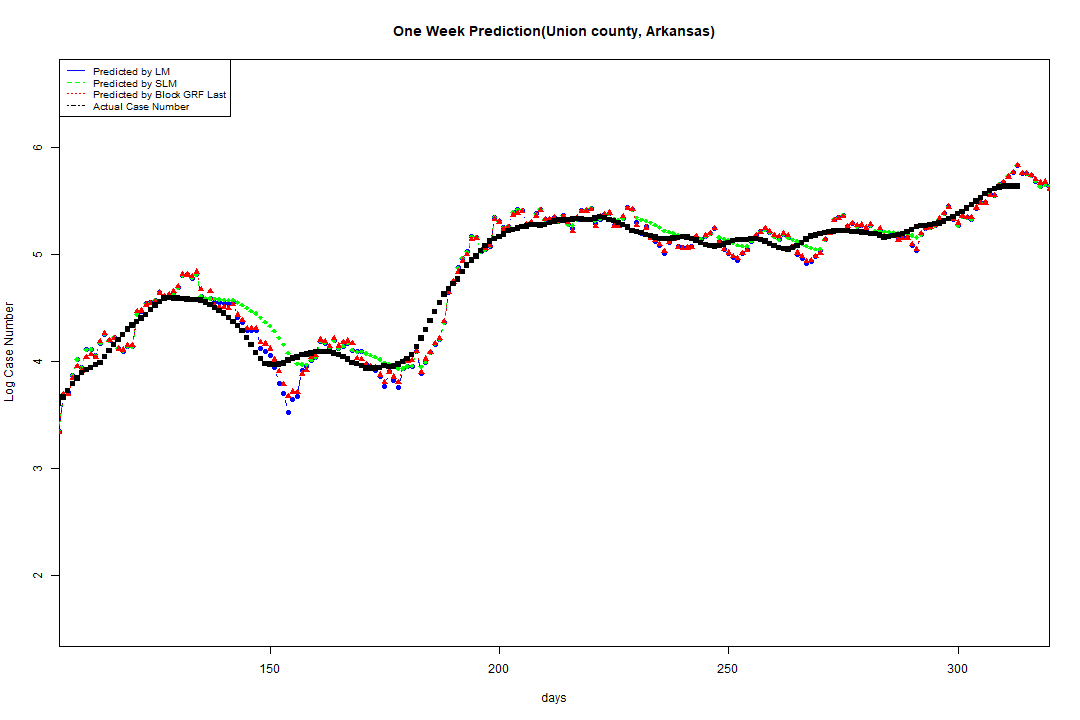 One Week Prediction(Union county, Arkansas)
Predicted by LM
Predicted by SLM
Predicted by Block GRF Last
Actual Case Number
6
5
4
3
2
Log Case Number
150 200 250 300
days